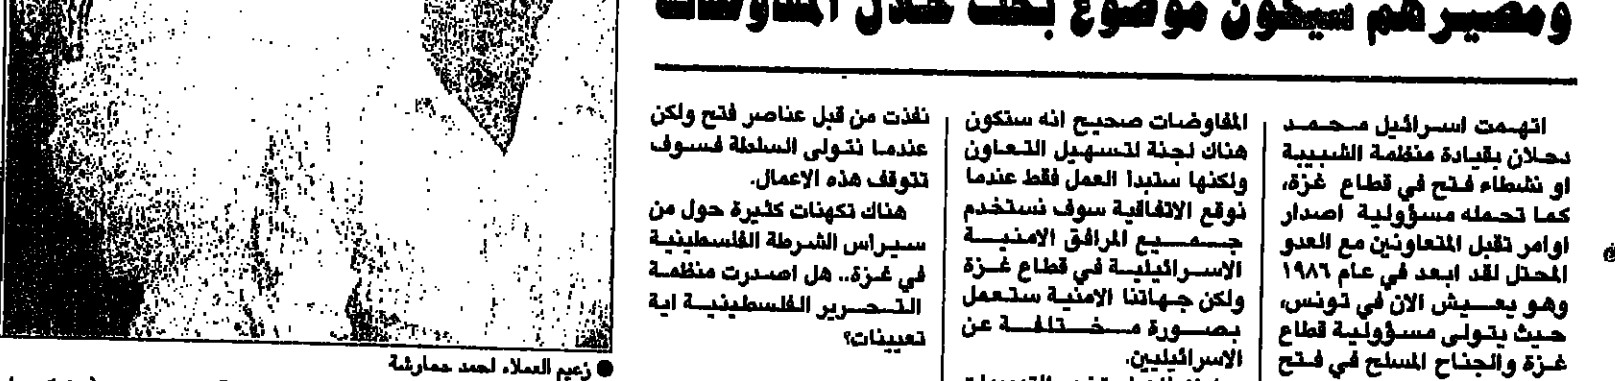 ومصيرهم سيكون موضوع بحث خلال المفاوضات
اتهمت اسرائيل محمد
دحلان بقيادة منظمة الشبيبة
او نشطاء فتح في قطاع غزة،
كما تحمله مسؤولية اصدار
اوامر تقبل المتعاونين مع العدو
المحتل لقد ابعد في عام ١٩٨٦
وهو يعيش الان في تونس،
حيث يتولى مسؤولية قطاع
غزة والجناح المسلح في فتح
المفاوضات صحيح انه ستكون
هناك لجنة لتسهيل التعاون
ولكنها ستبدأ العمل فقط عندما
نوقع الاتفاقية سوف نستخدم
جميع المرافق الامنية
الاسرائيلية في قطاع غزة
ولكن جهاتنا الامنية ستعمل
بصورة مختلفة عن
الاسرائيليين.
نفذت من قبل عناصر فتح ولكن
عندما نتولى السلطة فسوف
تتوقف هذه الاعمال.
هناك تكهنات كثيرة حول من
سيراس الشرطة الفلسطينية
في غزة.. هل اصدرت منظمة
التحرير الفلسطينية اية
تعيينات؟
● زعيم العملاء احمد حمارشة